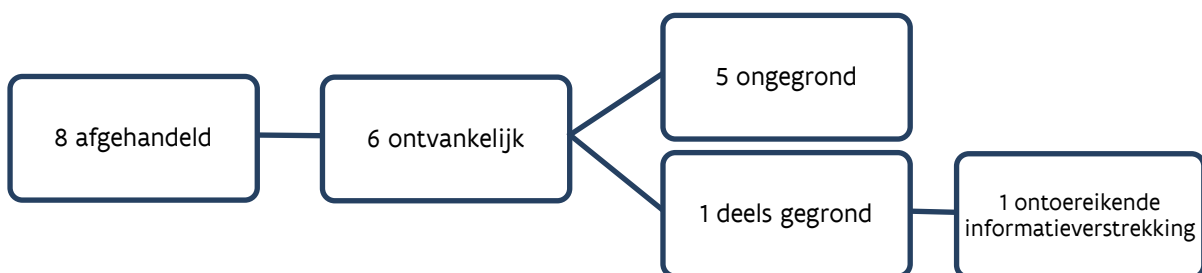 8 afgehandeld
6 ontvankelijk
5 ongegrond
1 deels gegrond
1 ontoereikende
informatieverstrekking